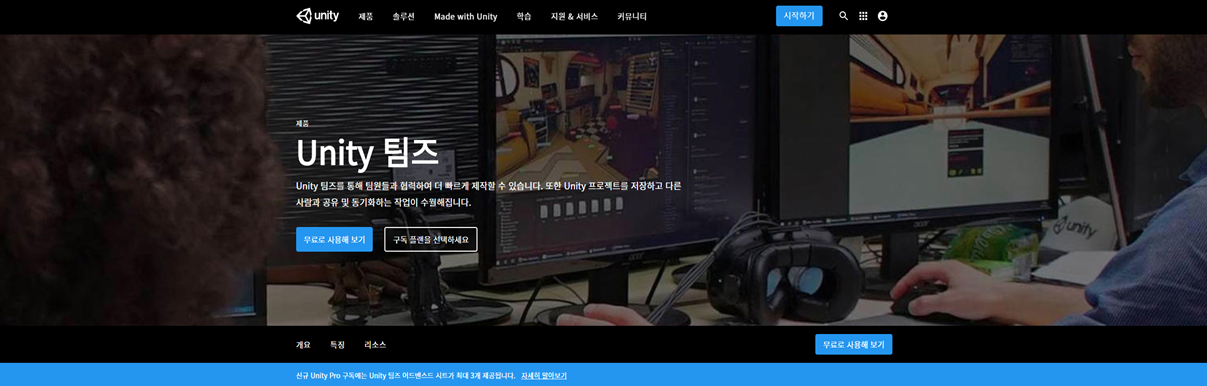 unity 제품 솔루션 Made with Unity 학습 지원 & 서비스 커뮤니티 시작하기
제품
Unity 팀즈
Unity 팀즈를 통해 팀원들과 협력하여 더 빠르게 제작할 수 있습니다. 또한 Unity 프로젝트를 저장하고 다른
사람과 공유 및 동기화하는 작업이 수월해집니다.
무료로 사용해 보기 구독 플랜을 선택하세요
acer
acer
unity
개요 특징 리소스 무료로 사용해 보기
신규 Unity Pro 구독에는 Unity 팀즈 어드밴스드 시트가 최대 3개 제공됩니다. 자세히 알아보기